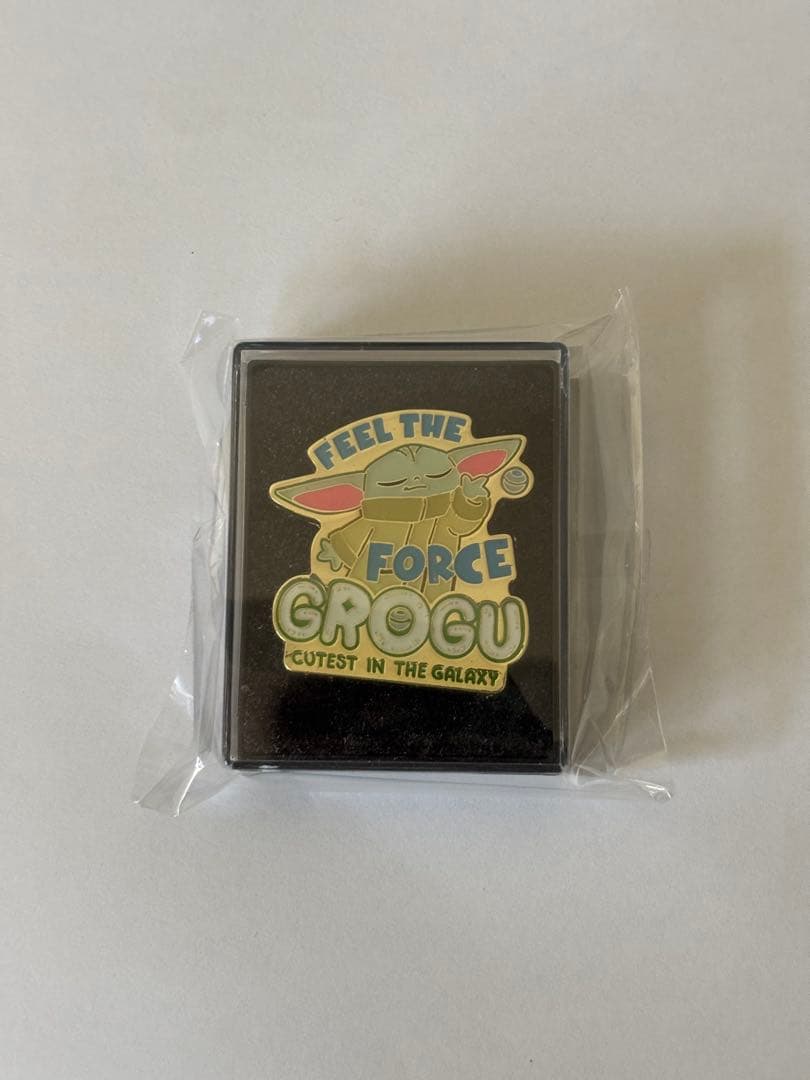 FEEL THE
FORCE
GROGU
CUTEST IN THE GALAXY